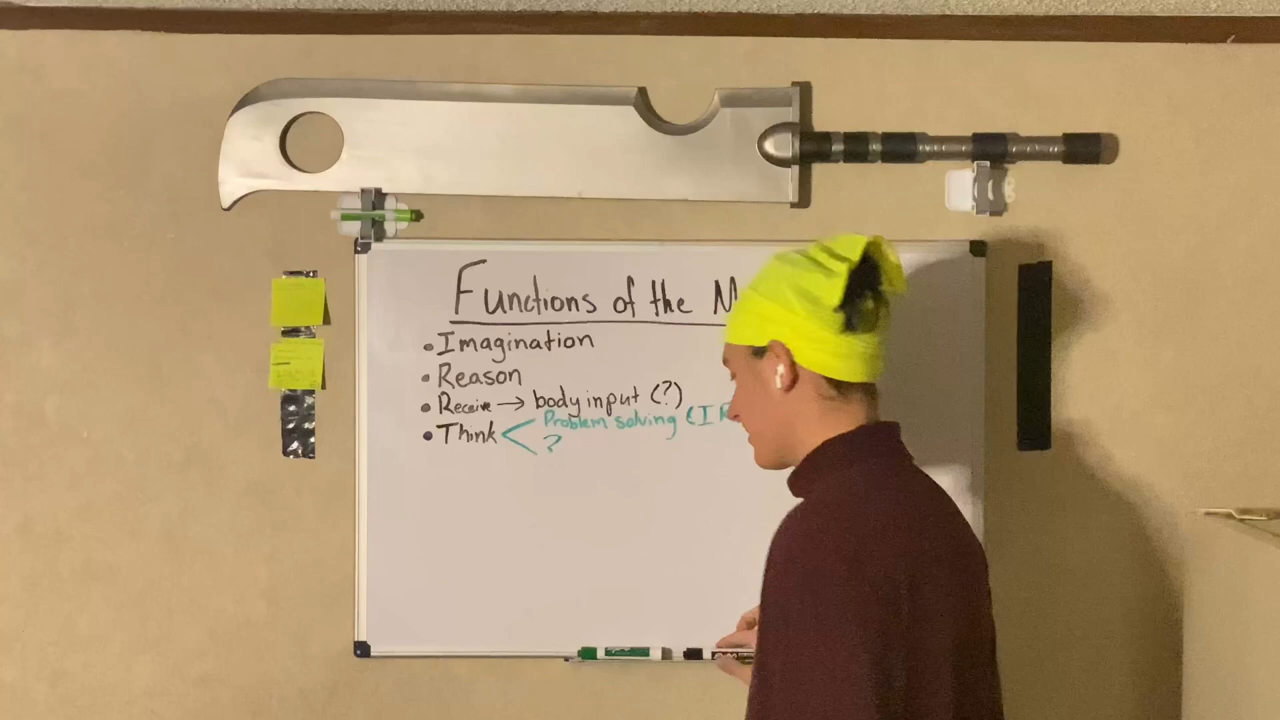 Functions of the M
• Imagination
• Reason
• Receive → body input (?)
• Think < Problem solving (I R
?